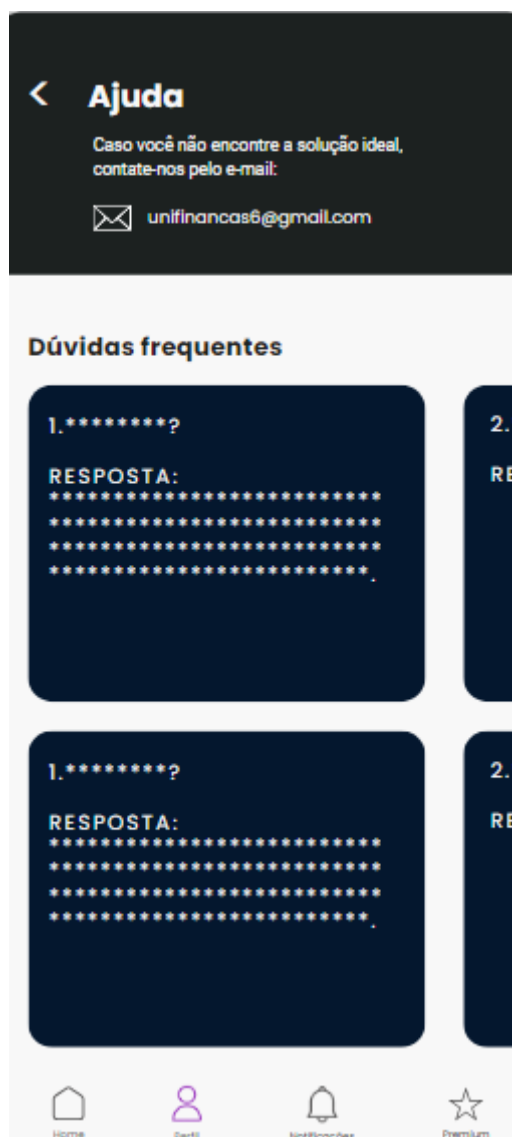 Ajuda
Caso você não encontre a solução ideal,
contate-nos pelo e-mail:
unifinancas6@gmail.com
Dúvidas frequentes
1.********?
RESPOSTA:
**************************
**************************
**************************
*************************.
2.
RE
1.********?
RESPOSTA:
**************************
**************************
**************************
*************************.
2.
RE
Home
Perfil
Notificações
Premium